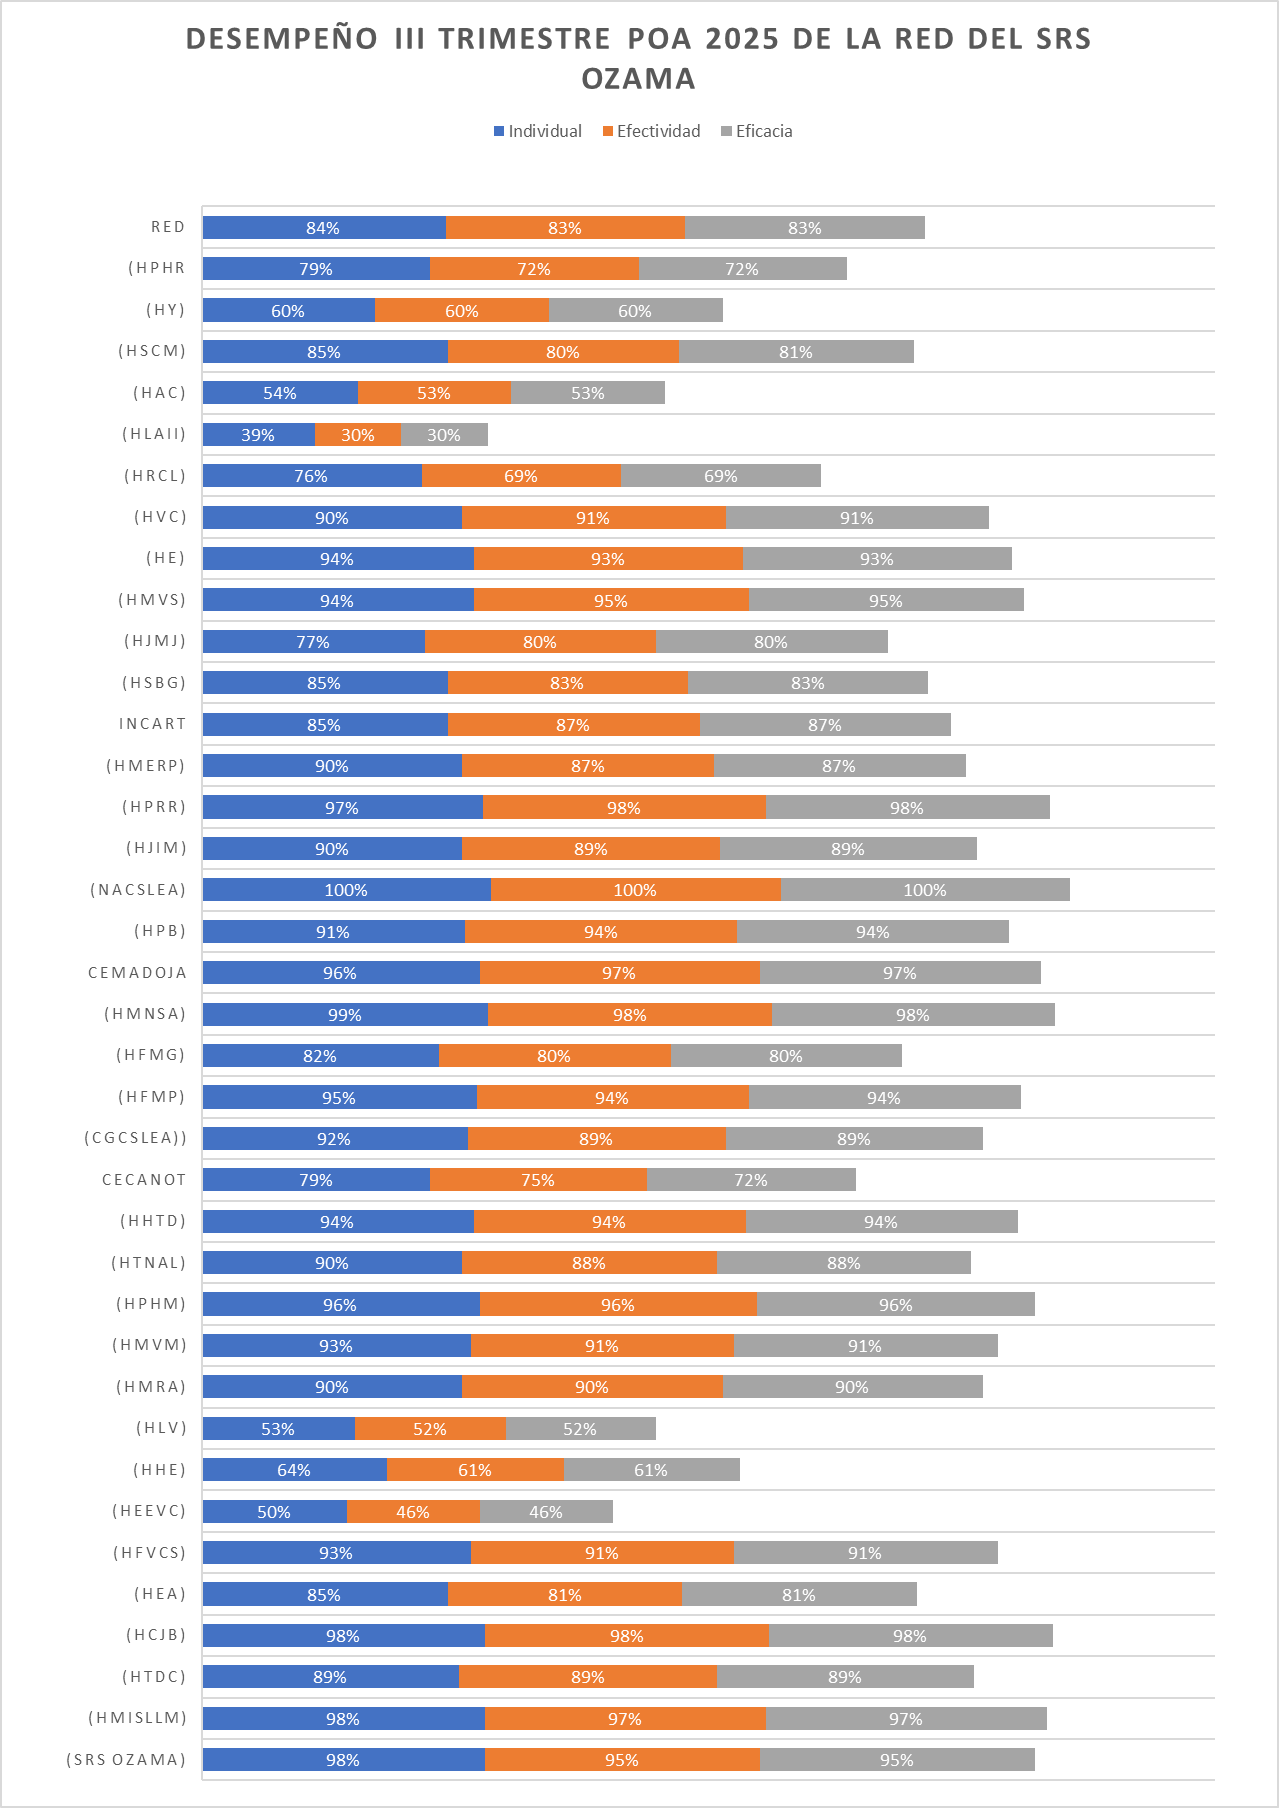 DESEMPEÑO III TRIMESTRE POA 2025 DE LA RED DEL SRS
OZAMA
Individual Efectividad Eficacia
RED 84% 83% 83%
(HPHR 79% 72% 72%
(HY) 60% 60% 60%
(HSCM) 85% 80% 81%
(HAC) 54% 53% 53%
(HLAII) 39% 30% 30%
(HRCL) 76% 69% 69%
(HVC) 90% 91% 91%
(HE) 94% 93% 93%
(HMVS) 94% 95% 95%
(HJMJ) 77% 80% 80%
(HSBG) 85% 83% 83%
INCART 85% 87% 87%
(HMERP) 90% 87% 87%
(HPRR) 97% 98% 98%
(HJIM) 90% 89% 89%
(NACSLEA) 100% 100% 100%
(HPB) 91% 94% 94%
CEMADOJA 96% 97% 97%
(HMNSA) 99% 98% 98%
(HFMG) 82% 80% 80%
(HFMP) 95% 94% 94%
(CGCSLEA)) 92% 89% 89%
CECANOT 79% 75% 72%
(HHTD) 94% 94% 94%
(HTNAL) 90% 88% 88%
(HPHM) 96% 96% 96%
(HMVM) 93% 91% 91%
(HMRA) 90% 90% 90%
(HLV) 53% 52% 52%
(HHE) 64% 61% 61%
(HEEVC) 50% 46% 46%
(HFVCS) 93% 91% 91%
(HEA) 85% 81% 81%
(HCJB) 98% 98% 98%
(HTDC) 89% 89% 89%
(HMISLLM) 98% 97% 97%
(SRS OZAMA) 98% 95% 95%